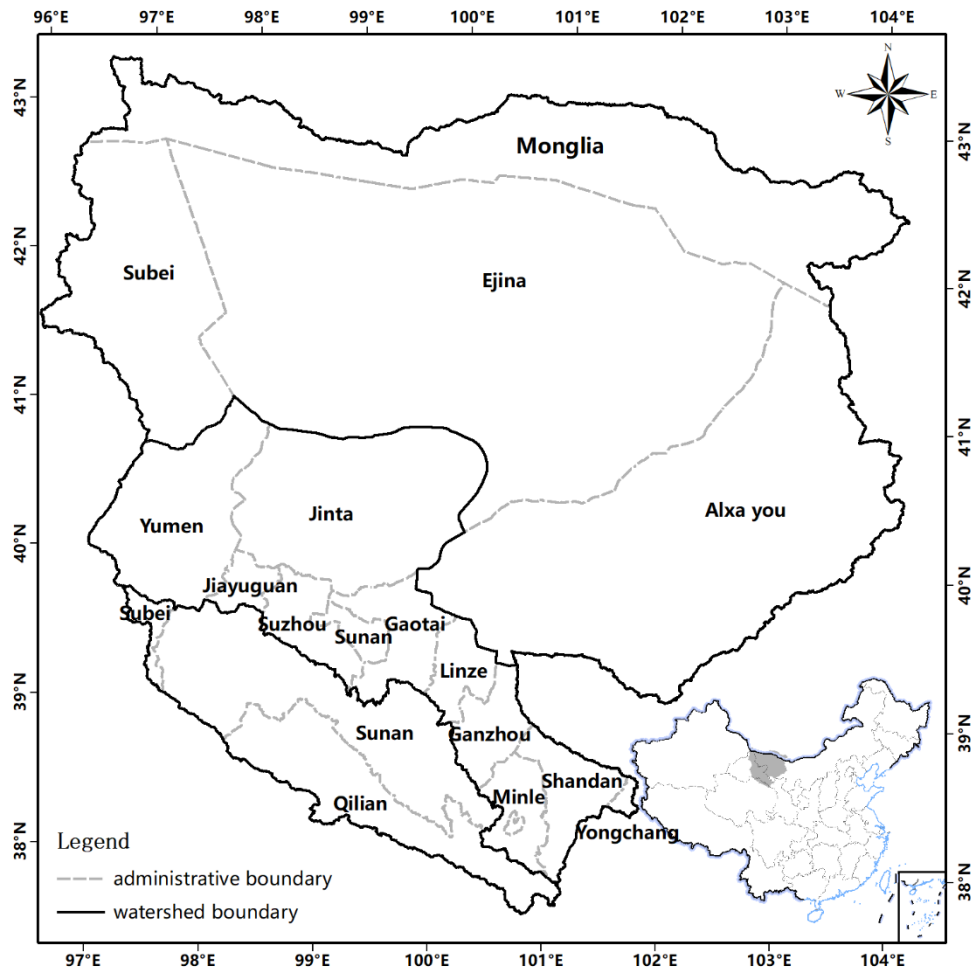 96°E 97°E 98°E 99°E 100°E 101°E 102°E 103°E 104°E
43°N
N
W E
S
43°N
Monglia
42°N
Subei
Ejina
42°N
41°N
41°N
Alxa you
Jinta
Yumen
40°N
Jiayuguan
40°N
Subei
Suzhou
Gaotai
Sunan
Linze
39°N
Sunan
Ganzhou
39°N
Shandan
Minle
Qilian
Yongchang
38°N
Legend
administrative boundary
38°N
watershed boundary
97°E 98°E 99°E 100°E 101°E 102°E 103°E 104°E